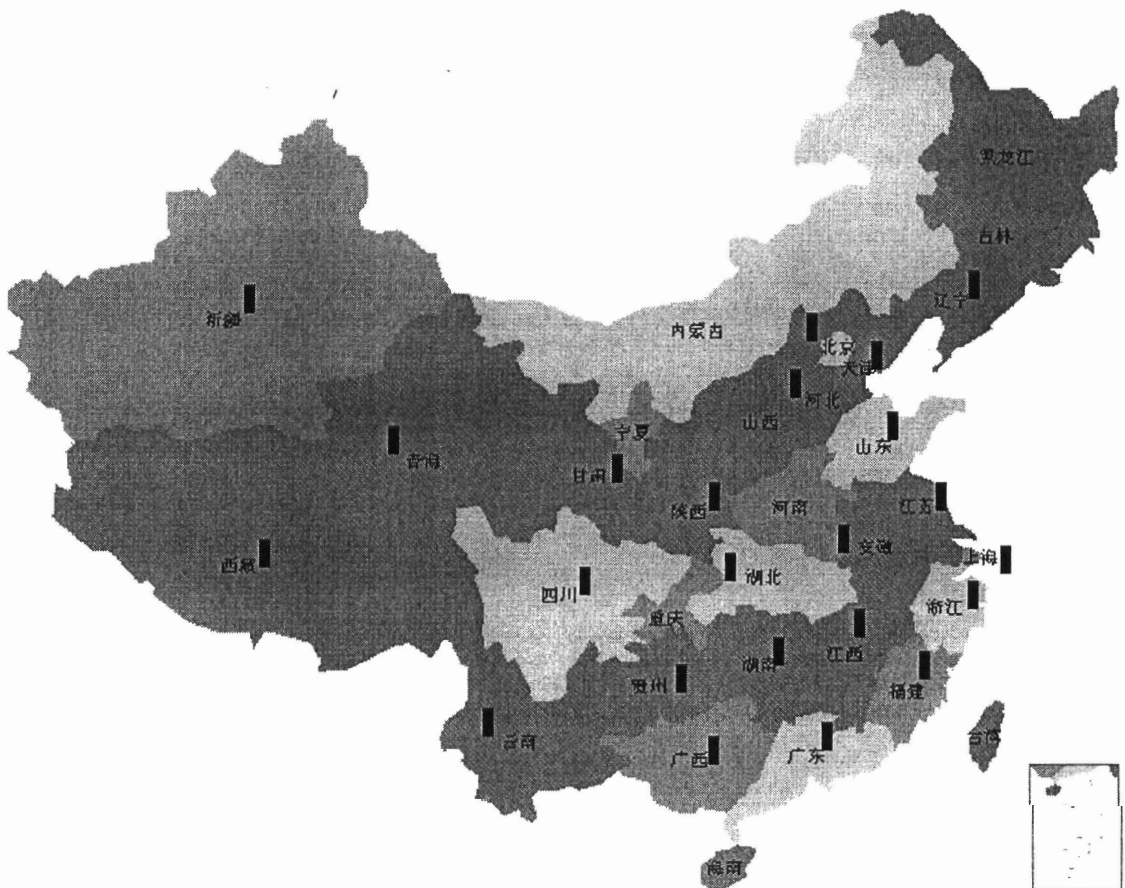 黑龙江
吉林
辽宁
新疆
内蒙古
北京
天津
河北
山西
宁夏
山东
青海
甘肃
陕西
河南
江苏
安徽
上海
西藏
四川
湖北
浙江
重庆
湖南
江西
贵州
福建
云南
广西
广东
台湾
海南